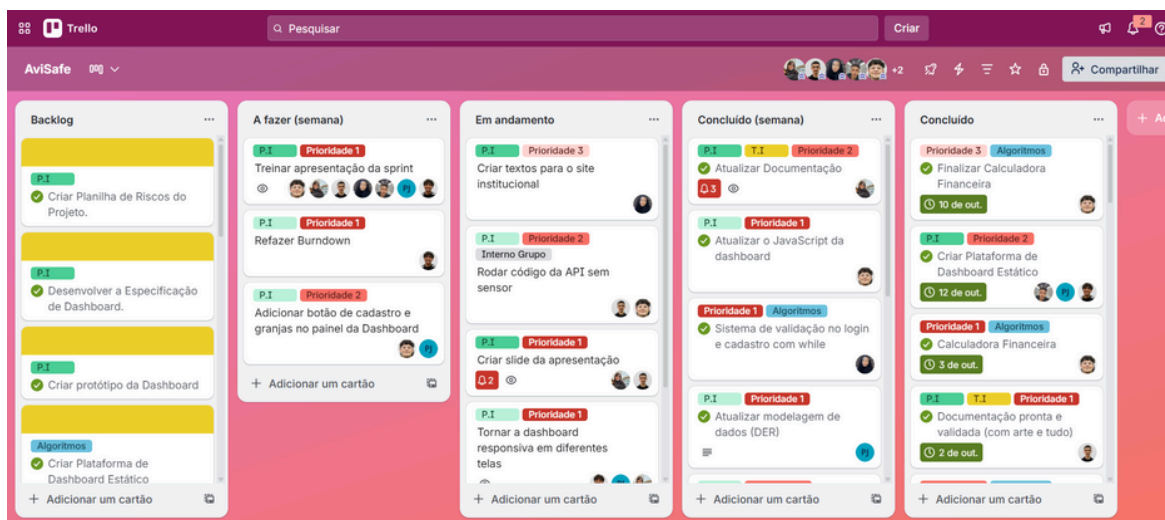 Trello
Pesquisar
Criar
2
AviSafe
+2
Compartilhar
Backlog
P.I
Criar Planilha de Riscos do
Projeto.
P.I
Desenvolver a Especificação
de Dashboard.
P.I
Criar protótipo da Dashboard
Algoritmos
Criar Plataforma de
Dashboard Estático
+ Adicionar um cartão
A fazer (semana)
P.I Prioridade 1
Treinar apresentação da sprint
PJ
P.I Prioridade 1
Refazer Burndown
P.I Prioridade 2
Adicionar botão de cadastro e
granjas no painel da Dashboard
PJ
+ Adicionar um cartão
Em andamento
P.I Prioridade 3
Criar textos para o site
institucional
P.I Prioridade 2
Interno Grupo
Rodar código da API sem
sensor
P.I Prioridade 1
Criar slide da apresentação
2
P.I Prioridade 1
Tornar a dashboard
responsiva em diferentes
telas
+ Adicionar um cartão
Concluído (semana)
P.I T.I Prioridade 2
Atualizar Documentação
3
P.I Prioridade 1
Atualizar o JavaScript da
dashboard
Prioridade 1 Algoritmos
Sistema de validação no login
e cadastro com while
P.I Prioridade 1
Atualizar modelagem de
dados (DER)
PJ
+ Adicionar um cartão
Concluído
Prioridade 3 Algoritmos
Finalizar Calculadora
Financeira
10 de out.
P.I Prioridade 2
Criar Plataforma de
Dashboard Estático
12 de out.
PJ
Prioridade 1 Algoritmos
Calculadora Financeira
3 de out.
P.I T.I Prioridade 1
Documentação pronta e
validada (com arte e tudo)
2 de out.
+ Adicionar um cartão